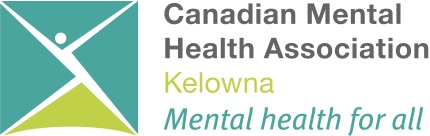 Canadian Mental
Health Association
Kelowna
Mental health for all